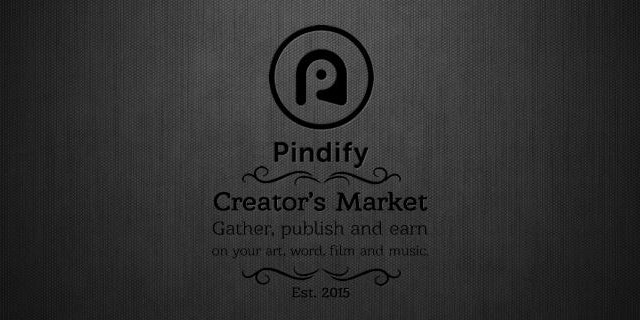 Pindify
Creator's Market
Gather, publish and earn
on your art, word, film and music.
Est. 2015